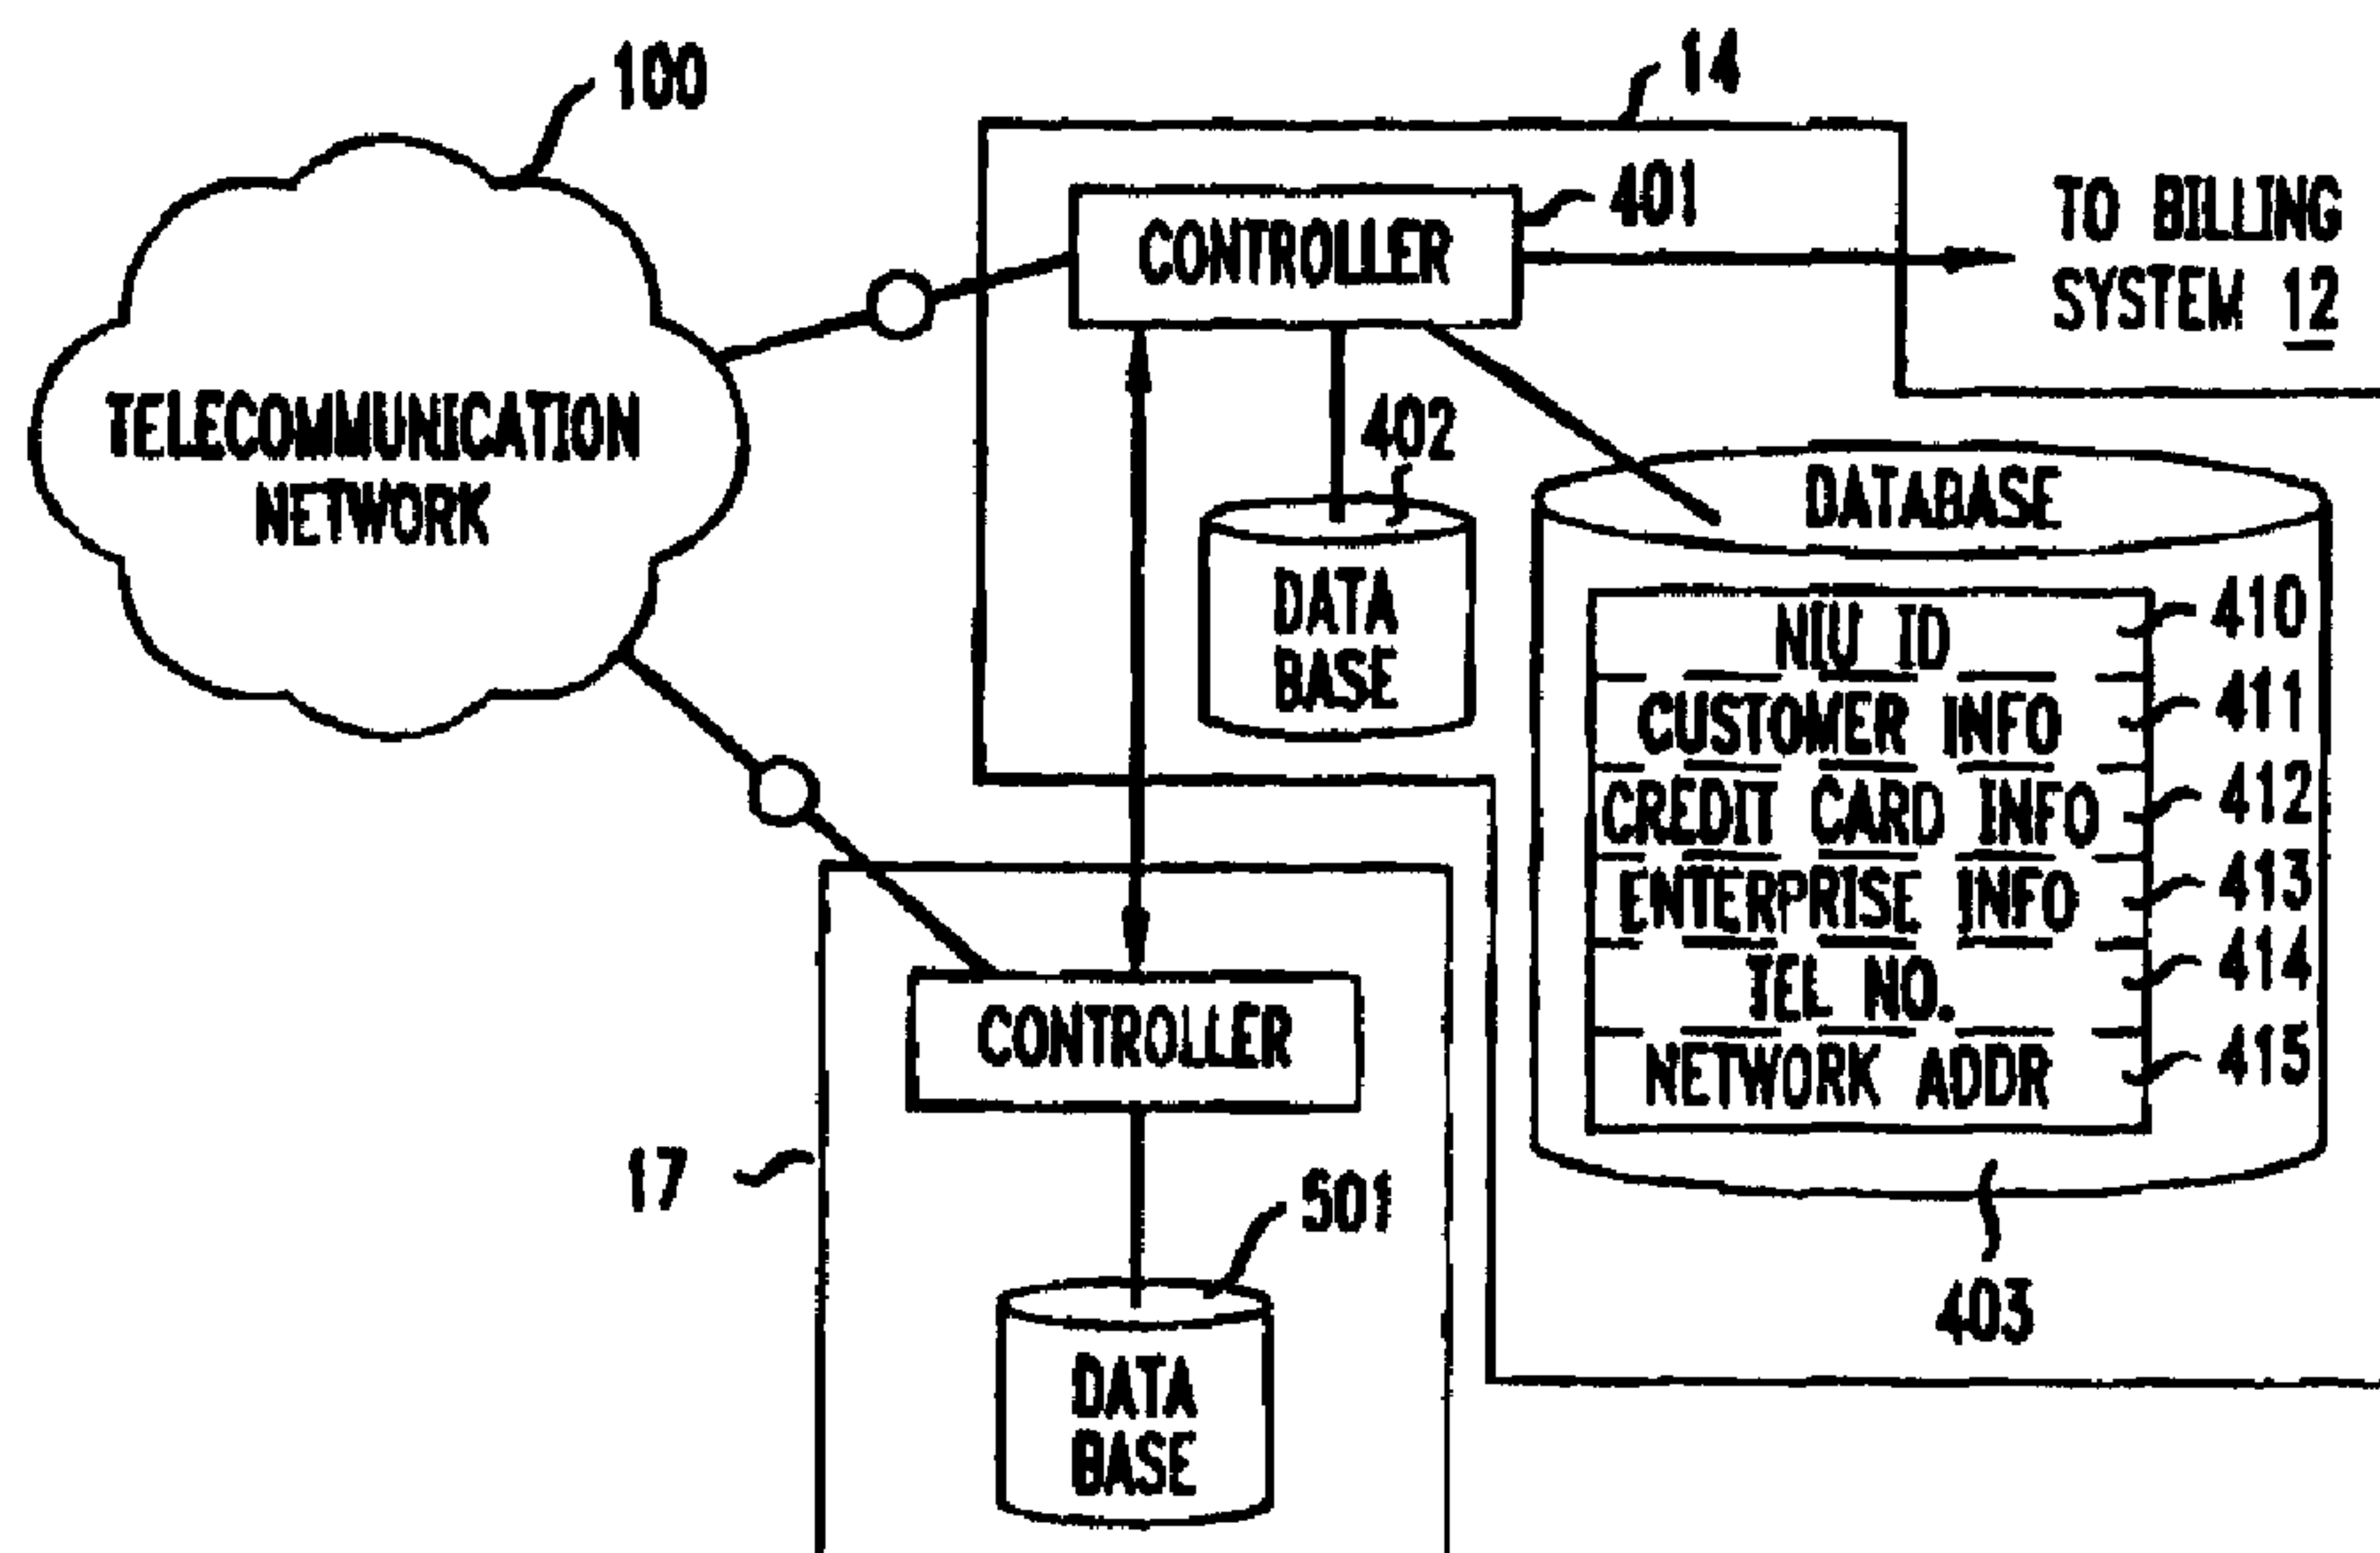 100
14
401
CONTROLLER
TO BILLING
SYSTEM 12
TELECOMMUNICATION
NETWORK
402
DATA
BASE
DATABASE
NIU ID
410
CUSTOMER INFO
411
CREDIT CARD INFO
412
ENTERPRISE INFO
413
TEL NO.
414
NETWORK ADDR
415
403
CONTROLLER
17
501
DATA
BASE